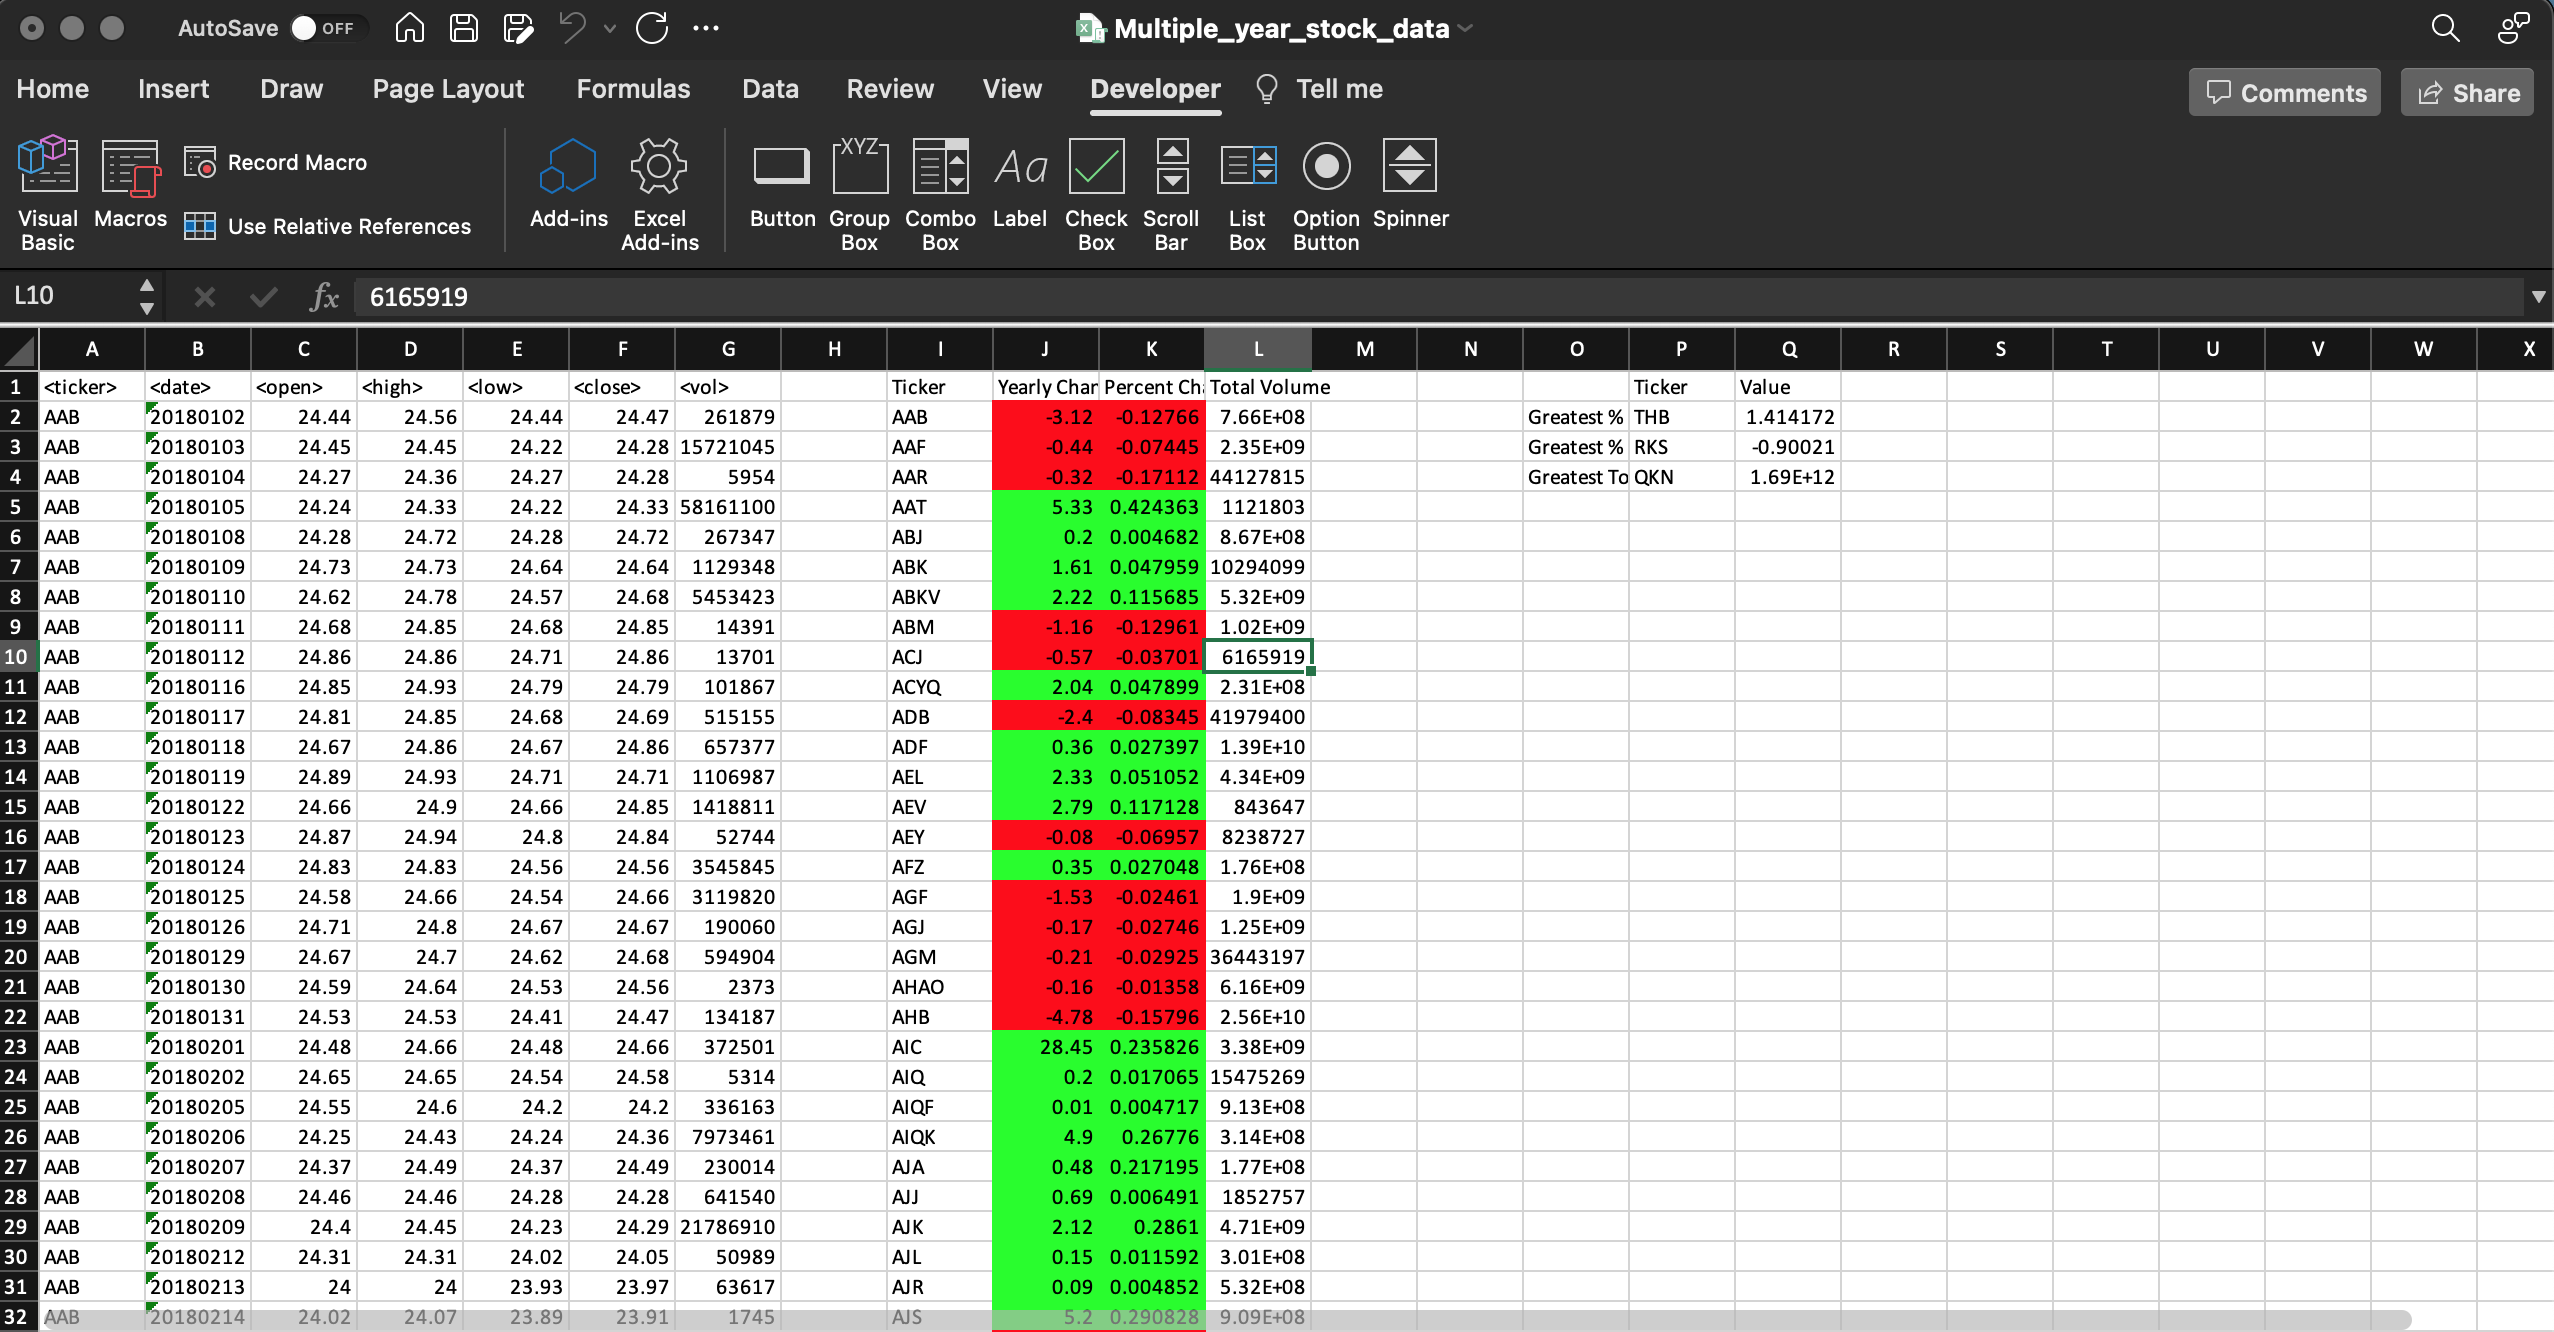 AutoSave OFF Multiple_year_stock_data
Home Insert Draw Page Layout Formulas Data Review View Developer Tell me Comments Share
Visual Basic Macros Record Macro Use Relative References Add-ins Excel Add-ins Button Group Box Combo Box Label Check Box Scroll Bar List Box Option Button Spinner
XYZ Aa
L10 fx 6165919
A B C D E F G H I J K L M N O P Q R S T U V W X
1 <ticker> <date> <open> <high> <low> <close> <vol> Ticker Yearly Char Percent Ch Total Volume Ticker Value
2 AAB 20180102 24.44 24.56 24.44 24.47 261879 AAB -3.12 -0.12766 7.66E+08 Greatest % THB 1.414172
3 AAB 20180103 24.45 24.45 24.22 24.28 15721045 AAF -0.44 -0.07445 2.35E+09 Greatest % RKS -0.90021
4 AAB 20180104 24.27 24.36 24.27 24.28 5954 AAR -0.32 -0.17112 44127815 Greatest To QKN 1.69E+12
5 AAB 20180105 24.24 24.33 24.22 24.33 58161100 AAT 5.33 0.424363 1121803
6 AAB 20180108 24.28 24.72 24.28 24.72 267347 ABJ 0.2 0.004682 8.67E+08
7 AAB 20180109 24.73 24.73 24.64 24.64 1129348 ABK 1.61 0.047959 10294099
8 AAB 20180110 24.62 24.78 24.57 24.68 5453423 ABKV 2.22 0.115685 5.32E+09
9 AAB 20180111 24.68 24.85 24.68 24.85 14391 ABM -1.16 -0.12961 1.02E+09
10 AAB 20180112 24.86 24.86 24.71 24.86 13701 ACJ -0.57 -0.03701 6165919
11 AAB 20180116 24.85 24.93 24.79 24.79 101867 ACYQ 2.04 0.047899 2.31E+08
12 AAB 20180117 24.81 24.85 24.68 24.69 515155 ADB -2.4 -0.08345 41979400
13 AAB 20180118 24.67 24.86 24.67 24.86 657377 ADF 0.36 0.027397 1.39E+10
14 AAB 20180119 24.89 24.93 24.71 24.71 1106987 AEL 2.33 0.051052 4.34E+09
15 AAB 20180122 24.66 24.9 24.66 24.85 1418811 AEV 2.79 0.117128 843647
16 AAB 20180123 24.87 24.94 24.8 24.84 52744 AEY -0.08 -0.06957 8238727
17 AAB 20180124 24.83 24.83 24.56 24.56 3545845 AFZ 0.35 0.027048 1.76E+08
18 AAB 20180125 24.58 24.66 24.54 24.66 3119820 AGF -1.53 -0.02461 1.9E+09
19 AAB 20180126 24.71 24.8 24.67 24.67 190060 AGJ -0.17 -0.02746 1.25E+09
20 AAB 20180129 24.67 24.7 24.62 24.68 594904 AGM -0.21 -0.02925 36443197
21 AAB 20180130 24.59 24.64 24.53 24.56 2373 AHAO -0.16 -0.01358 6.16E+09
22 AAB 20180131 24.53 24.53 24.41 24.47 134187 AHB -4.78 -0.15796 2.56E+10
23 AAB 20180201 24.48 24.66 24.48 24.66 372501 AIC 28.45 0.235826 3.38E+09
24 AAB 20180202 24.65 24.65 24.54 24.58 5314 AIQ 0.2 0.017065 15475269
25 AAB 20180205 24.55 24.6 24.2 24.2 336163 AIQF 0.01 0.004717 9.13E+08
26 AAB 20180206 24.25 24.43 24.24 24.36 7973461 AIQK 4.9 0.26776 3.14E+08
27 AAB 20180207 24.37 24.49 24.37 24.49 230014 AJA 0.48 0.217195 1.77E+08
28 AAB 20180208 24.46 24.46 24.28 24.28 641540 AJJ 0.69 0.006491 1852757
29 AAB 20180209 24.4 24.45 24.23 24.29 21786910 AJK 2.12 0.2861 4.71E+09
30 AAB 20180212 24.31 24.31 24.02 24.05 50989 AJL 0.15 0.011592 3.01E+08
31 AAB 20180213 24 24 23.93 23.97 63617 AJR 0.09 0.004852 5.32E+08
32 AAB 20180214 24.02 24.07 23.89 23.91 1745 AJS 5.2 0.290828 9.09E+08